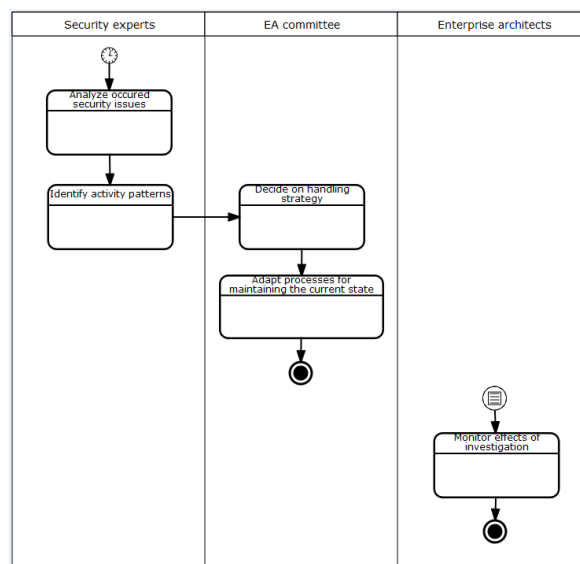 Security experts
EA committee
Enterprise architects
Analyze occured
security issues
Identify activity patterns
Decide on handling
strategy
Adapt processes for
maintaining the current state
Monitor effects of
investigation